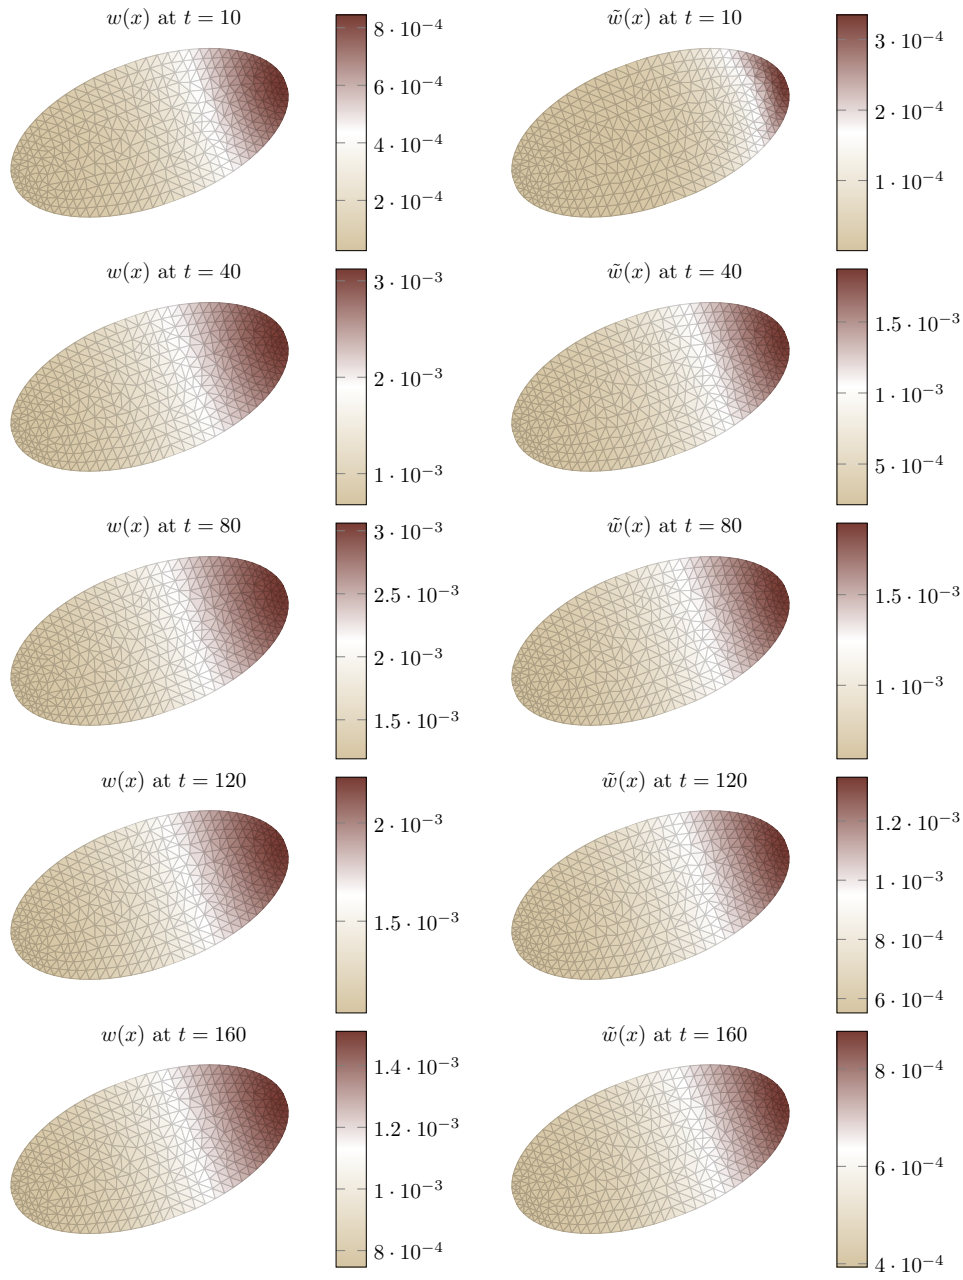 w(x) at t = 10
8 · 10⁻⁴
6 · 10⁻⁴
4 · 10⁻⁴
2 · 10⁻⁴
w̃(x) at t = 10
3 · 10⁻⁴
2 · 10⁻⁴
1 · 10⁻⁴
w(x) at t = 40
3 · 10⁻³
2 · 10⁻³
1 · 10⁻³
w̃(x) at t = 40
1.5 · 10⁻³
1 · 10⁻³
5 · 10⁻⁴
w(x) at t = 80
3 · 10⁻³
2.5 · 10⁻³
2 · 10⁻³
1.5 · 10⁻³
w̃(x) at t = 80
1.5 · 10⁻³
1 · 10⁻³
w(x) at t = 120
2 · 10⁻³
1.5 · 10⁻³
w̃(x) at t = 120
1.2 · 10⁻³
1 · 10⁻³
8 · 10⁻⁴
6 · 10⁻⁴
w(x) at t = 160
1.4 · 10⁻³
1.2 · 10⁻³
1 · 10⁻³
8 · 10⁻⁴
w̃(x) at t = 160
8 · 10⁻⁴
6 · 10⁻⁴
4 · 10⁻⁴